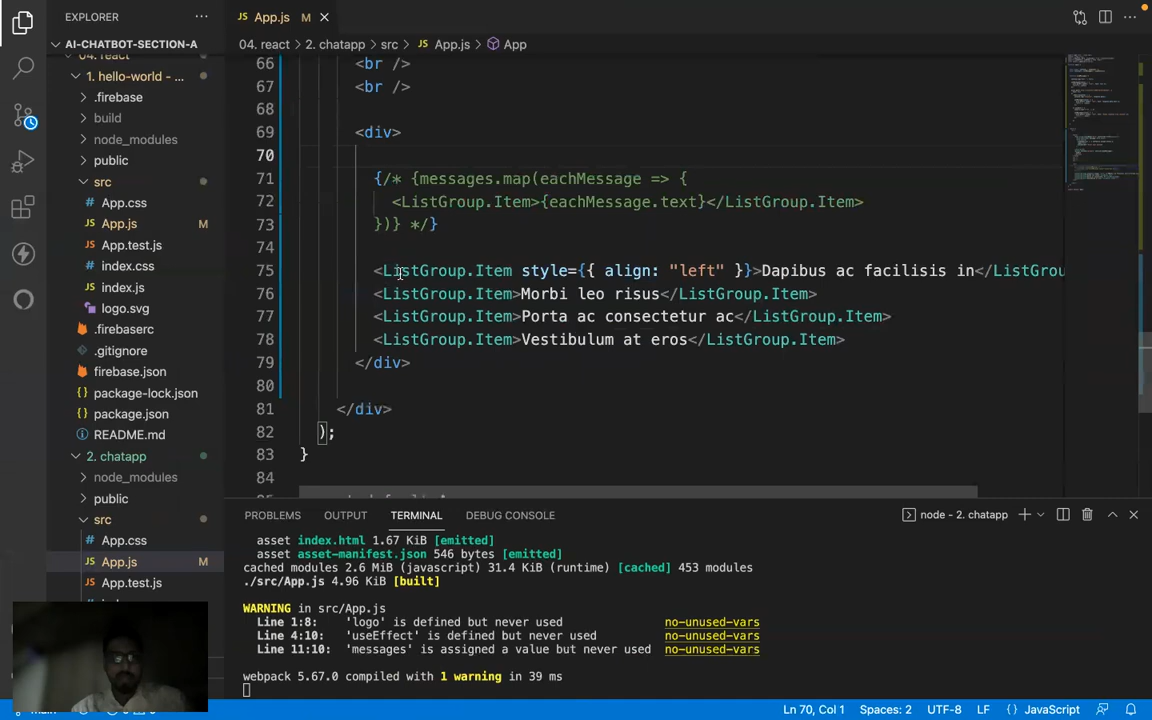 EXPLORER
AI-CHATBOT-SECTION-A
04. react
1. hello-world - ...
.firebase
build
node_modules
public
src
App.css
JS App.js M
App.test.js
index.css
index.js
logo.svg
.firebaserc
.gitignore
firebase.json
package-lock.json
package.json
README.md
2. chatapp
node_modules
public
src
App.css
JS App.js M
App.test.js
JS App.js M
04. react > 2. chatapp > src > JS App.js > App
66 <br />
67 <br />
68
69 <div>
70
71 {/* {messages.map(eachMessage => {
72 <ListGroup.Item>{eachMessage.text}</ListGroup.Item>
73 })} */}
74
75 <ListGroup.Item style={{ align: "left" }}>Dapibus ac facilisis in</ListGrou
76 <ListGroup.Item>Morbi leo risus</ListGroup.Item>
77 <ListGroup.Item>Porta ac consectetur ac</ListGroup.Item>
78 <ListGroup.Item>Vestibulum at eros</ListGroup.Item>
79 </div>
80
81 </div>
82 );
83 }
84
PROBLEMS OUTPUT TERMINAL DEBUG CONSOLE
node - 2. chatapp
asset index.html 1.67 KiB [emitted]
asset asset-manifest.json 546 bytes [emitted]
cached modules 2.6 MiB (javascript) 31.4 KiB (runtime) [cached] 453 modules
./src/App.js 4.96 KiB [built]
WARNING in src/App.js
Line 1:8: 'logo' is defined but never used no-unused-vars
Line 4:10: 'useEffect' is defined but never used no-unused-vars
Line 11:10: 'messages' is assigned a value but never used no-unused-vars
webpack 5.67.0 compiled with 1 warning in 39 ms
Ln 70, Col 1 Spaces: 2 UTF-8 LF {} JavaScript